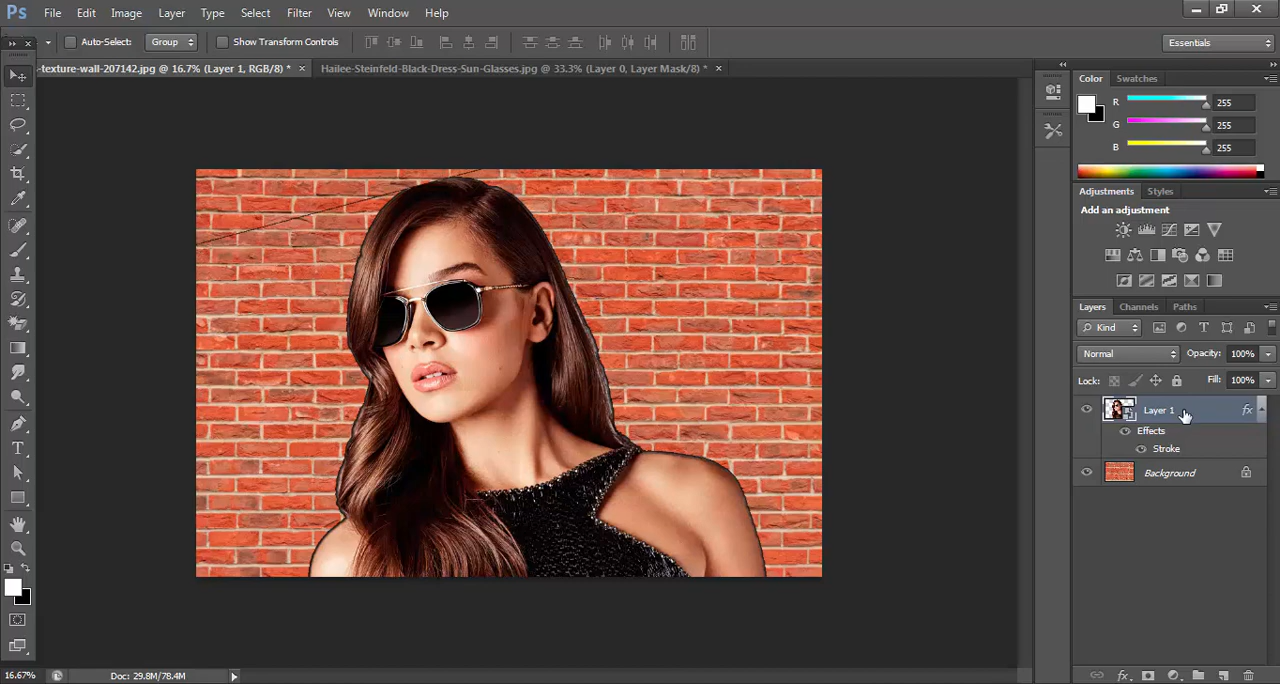 Ps File Edit Image Layer Type Select Filter View Window Help
Auto-Select: Group Show Transform Controls Essentials
-texture-wall-207142.jpg @ 16.7% (Layer 1, RGB/8) * × Hailee-Steinfeld-Black-Dress-Sun-Glasses.jpg @ 33.3% (Layer 0, Layer Mask/8) * ×
Color Swatches
R 255
G 255
B 255
Adjustments Styles
Add an adjustment
Layers Channels Paths
Kind
Normal Opacity: 100%
Lock: Fill: 100%
Layer 1 fx
Effects
Stroke
Background
16.67% Doc: 29.8M/78.4M fx